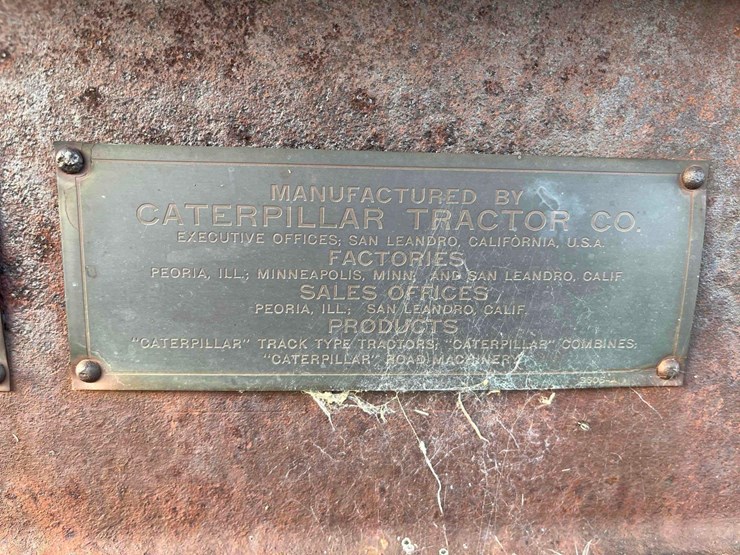 MANUFACTURED BY
CATERPILLAR TRACTOR CO.
EXECUTIVE OFFICES; SAN LEANDRO, CALIFORNIA, U.S.A.
FACTORIES
PEORIA, ILL.; MINNEAPOLIS, MINN. AND SAN LEANDRO, CALIF.
SALES OFFICES
PEORIA, ILL.; SAN LEANDRO, CALIF.
PRODUCTS
"CATERPILLAR" TRACK TYPE TRACTORS; "CATERPILLAR" COMBINES;
"CATERPILLAR" ROAD MACHINERY